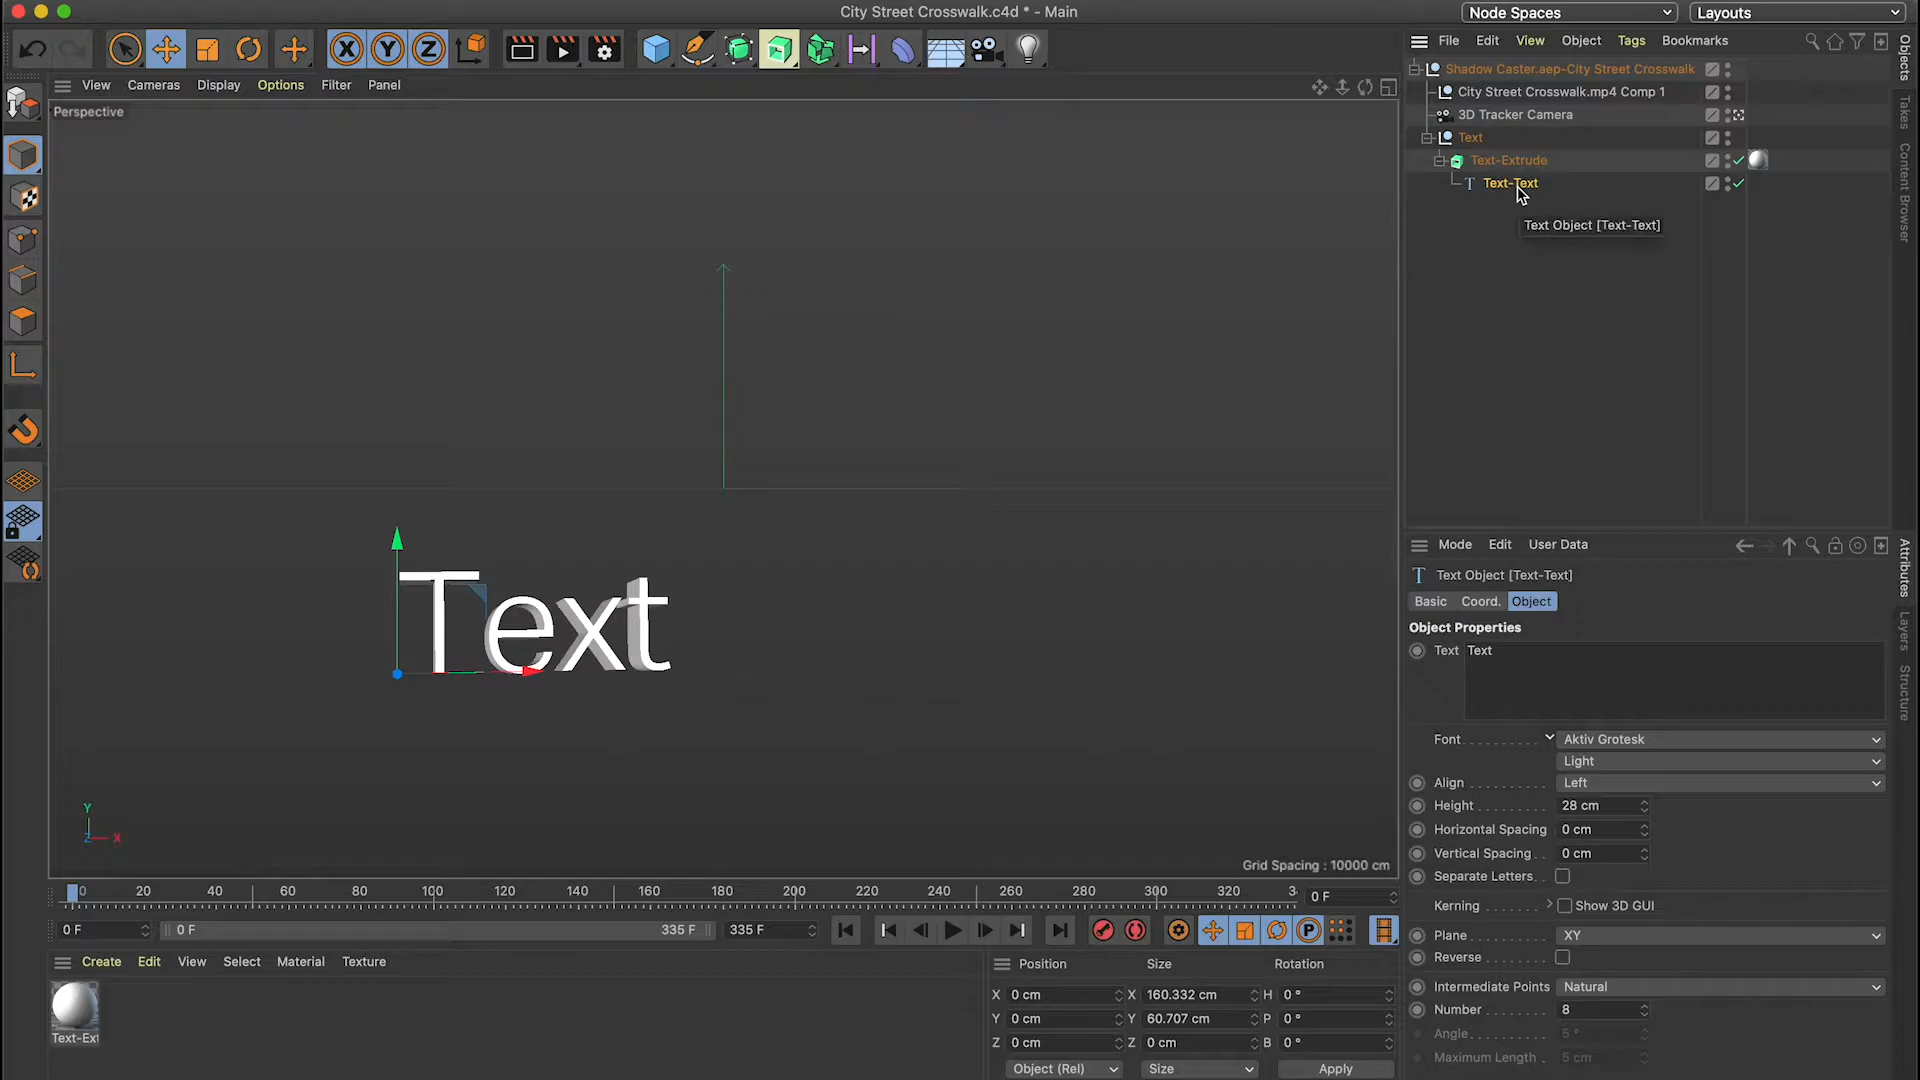 City Street Crosswalk.c4d * - Main
Node Spaces
Layouts
X Y Z
File Edit View Object Tags Bookmarks
Shadow Caster.aep-City Street Crosswalk
City Street Crosswalk.mp4 Comp 1
3D Tracker Camera
Text
Text-Extrude
T Text-Text
Text Object [Text-Text]
Objects
Takes
Content Browser
View Cameras Display Options Filter Panel
Perspective
Text
Y
Z X
Grid Spacing : 10000 cm
Mode Edit User Data
T Text Object [Text-Text]
Basic Coord. Object
Object Properties
Text Text
Font Aktiv Grotesk
Light
Align Left
Height 28 cm
Horizontal Spacing 0 cm
Vertical Spacing 0 cm
Separate Letters
Kerning > Show 3D GUI
Plane XY
Reverse
Intermediate Points Natural
Number 8
Angle 5 °
Maximum Length 5 cm
Attributes
Layers
Structure
0 20 40 60 80 100 120 140 160 180 200 220 240 260 280 300 320 3
0 F
0 F
0 F 335 F
335 F
P
Create Edit View Select Material Texture
Text-Ext
Position Size Rotation
X 0 cm X 160.332 cm H 0 °
Y 0 cm Y 60.707 cm P 0 °
Z 0 cm Z 0 cm B 0 °
Object (Rel) Size Apply